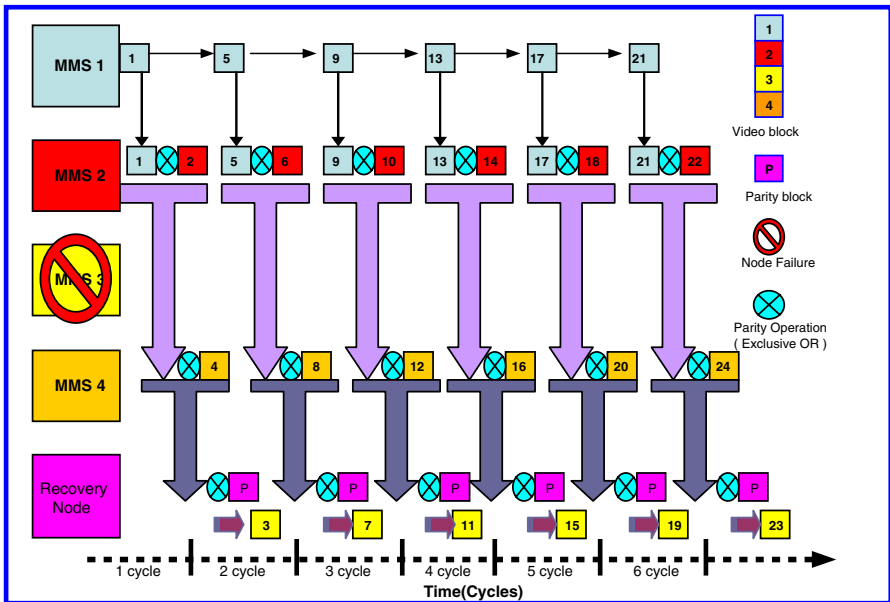 MMS 1
1
5
9
13
17
21
1
2
3
4
Video block
MMS 2
1 2
5 6
9 10
13 14
17 18
21 22
P
Parity block
MMS 3
Node Failure
Parity Operation
( Exclusive OR )
MMS 4
4
8
12
16
20
24
Recovery
Node
P
P
P
P
P
P
3
7
11
15
19
23
1 cycle
2 cycle
3 cycle
4 cycle
5 cycle
6 cycle
Time(Cycles)